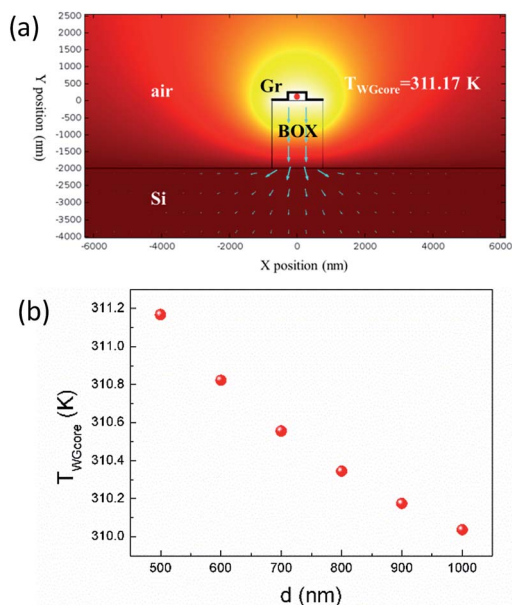 (a)
2500
2000
1500
1000
500
0
-500
-1000
-1500
-2000
-2500
-3000
-3500
-4000
Y position (nm)
air
Gr
T_WGcore=311.17 K
BOX
Si
-6000 -4000 -2000 0 2000 4000 6000
X position (nm)
(b)
311.2
311.0
310.8
310.6
310.4
310.2
310.0
T_WGcore (K)
500 600 700 800 900 1000
d (nm)